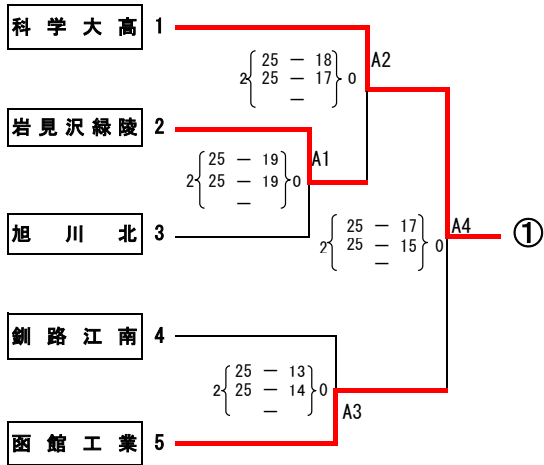 科学大高 1
A2
25 — 18
2 25 — 17 0
—
岩見沢緑陵 2
A1
25 — 19
2 25 — 19 0
—
旭川北 3
A4
25 — 17
2 25 — 15 0
—
①
釧路江南 4
25 — 13
2 25 — 14 0
—
A3
函館工業 5